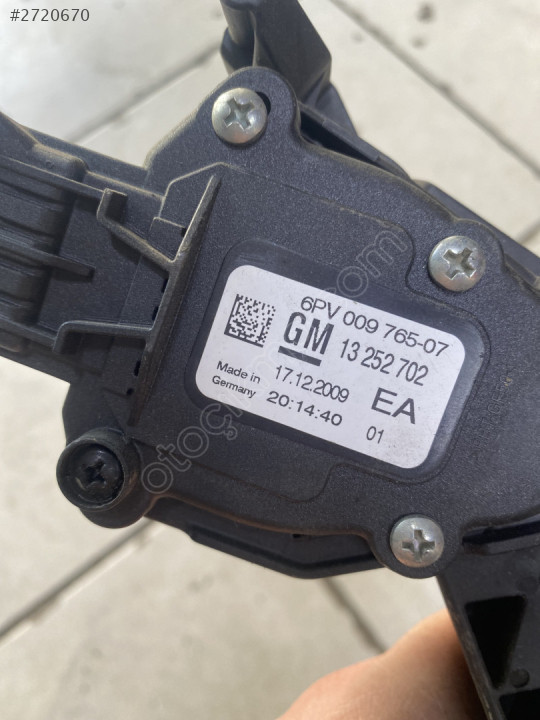 #2720670
6PV 009 765-07
GM 13 252 702
Made in Germany 17.12.2009 EA
20:14:40 01